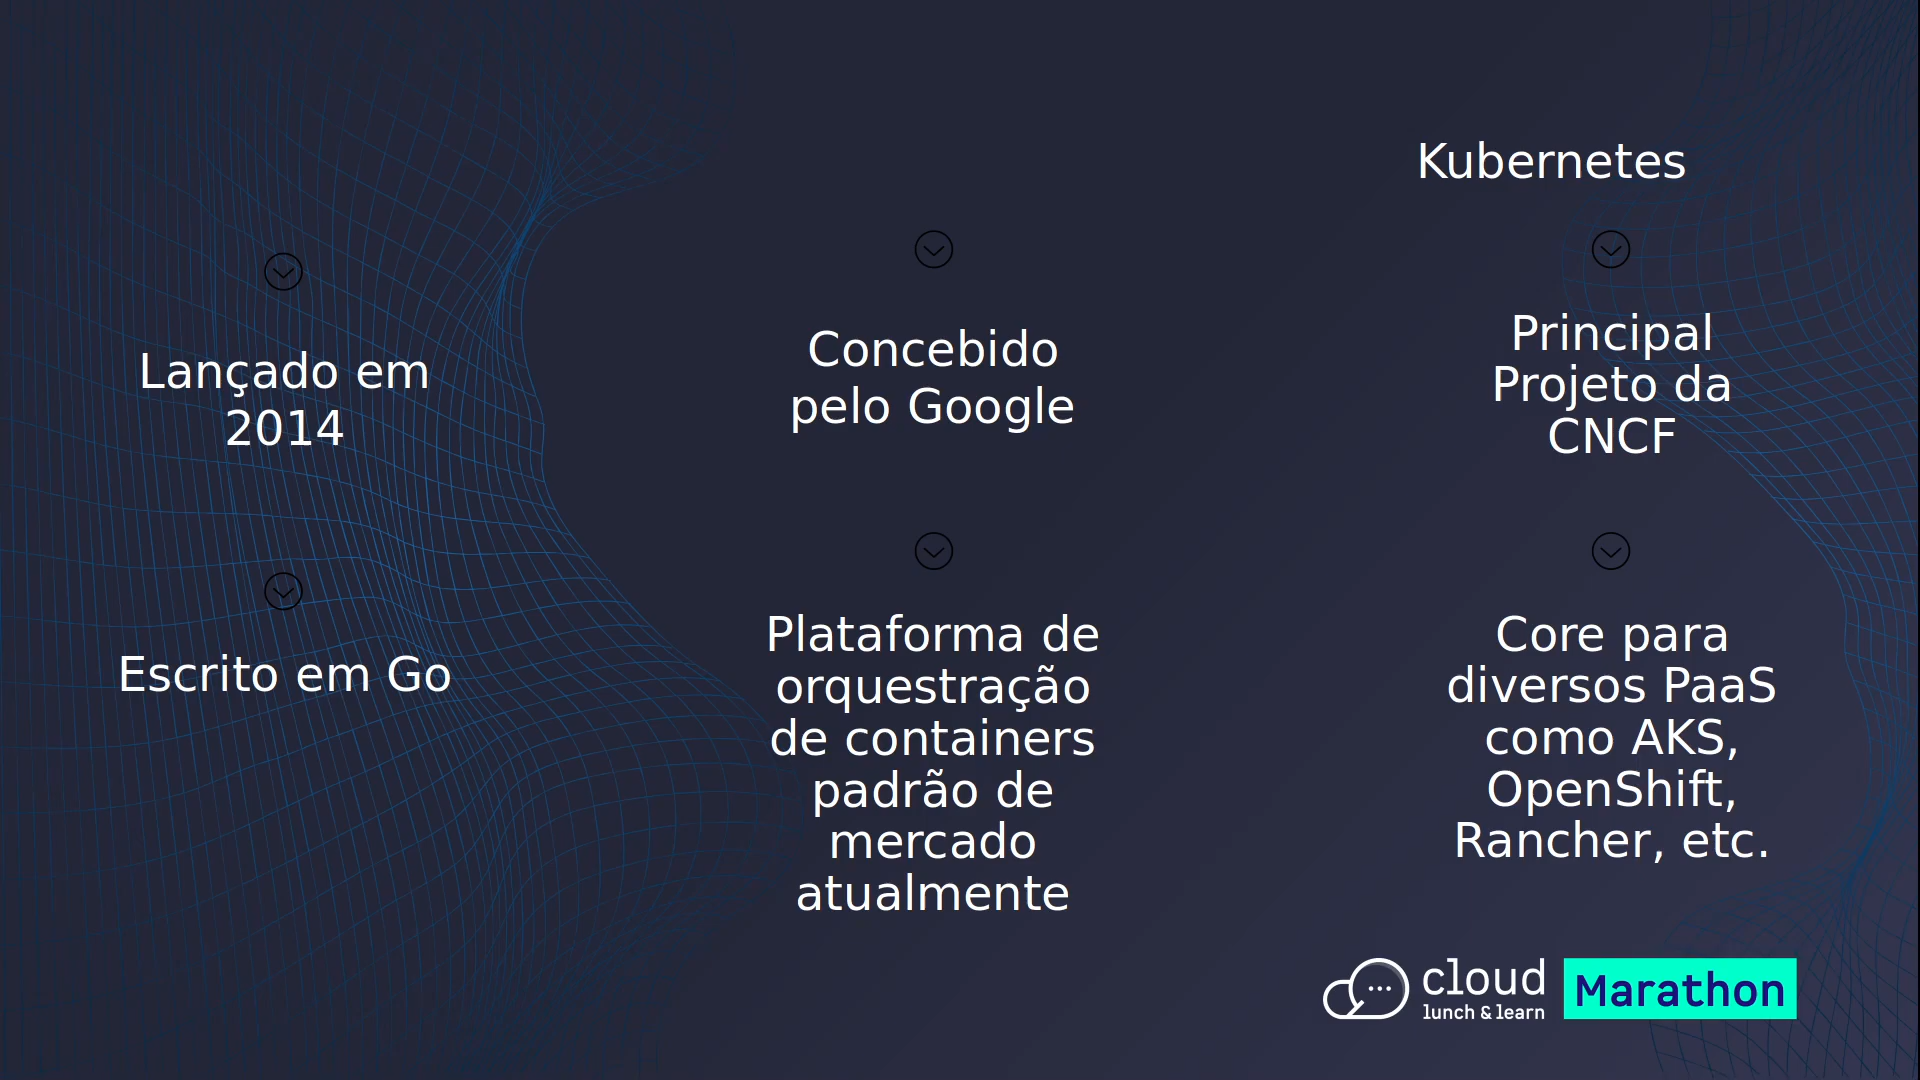 Kubernetes
Lançado em
2014
Concebido
pelo Google
Principal
Projeto da
CNCF
Escrito em Go
Plataforma de
orquestração
de containers
padrão de
mercado
atualmente
Core para
diversos PaaS
como AKS,
OpenShift,
Rancher, etc.
cloud
lunch & learn
Marathon